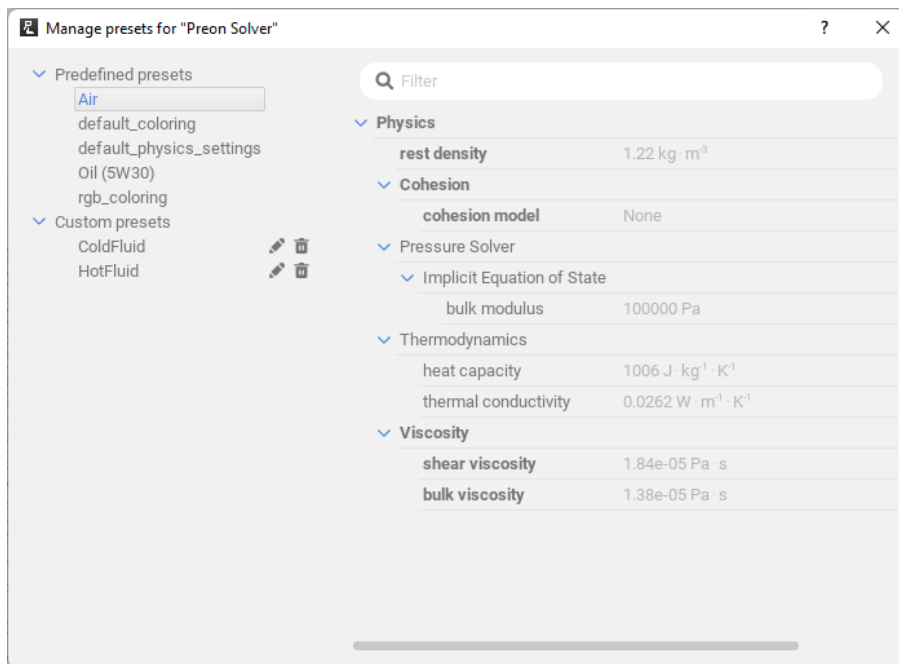 Manage presets for "Preon Solver"
?
Predefined presets
Air
default_coloring
default_physics_settings
Oil (5W30)
rgb_coloring
Custom presets
ColdFluid
HotFluid
Filter
Physics
rest density 1.22 kg · m⁻³
Cohesion
cohesion model None
Pressure Solver
Implicit Equation of State
bulk modulus 100000 Pa
Thermodynamics
heat capacity 1006 J · kg⁻¹ · K⁻¹
thermal conductivity 0.0262 W · m⁻¹ · K⁻¹
Viscosity
shear viscosity 1.84e-05 Pa · s
bulk viscosity 1.38e-05 Pa · s